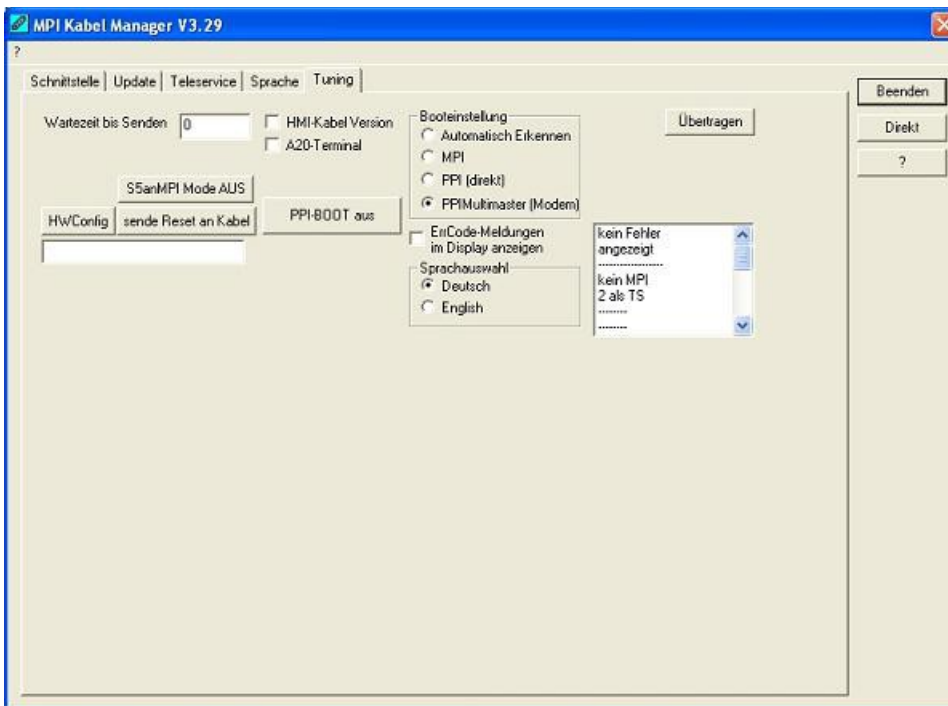 MPI Kabel Manager V3.29
?
Schnittstelle
Update
Teleservice
Sprache
Tuning
Beenden
Direkt
?
Wartezeit bis Senden
0
HMI-Kabel Version
A20-Terminal
S5anMPI Mode AUS
HWConfig
sende Reset an Kabel
PPI-BOOT aus
Booteinstellung
Automatisch Erkennen
MPI
PPI (direkt)
PPIMultimaster (Modem)
ErrCode-Meldungen
im Display anzeigen
Sprachauswahl
Deutsch
English
Übertragen
kein Fehler
angezeigt
------------------
kein MPI
2 als TS
--------
--------